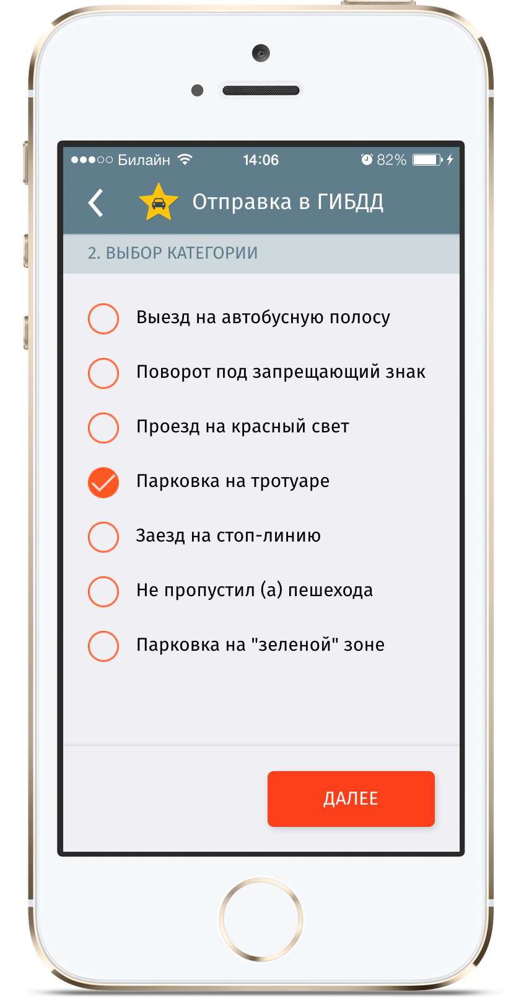 Билайн 14:06 82%
Отправка в ГИБДД
2. ВЫБОР КАТЕГОРИИ
Выезд на автобусную полосу
Поворот под запрещающий знак
Проезд на красный свет
Парковка на тротуаре
Заезд на стоп-линию
Не пропустил (а) пешехода
Парковка на "зеленой" зоне
ДАЛЕЕ